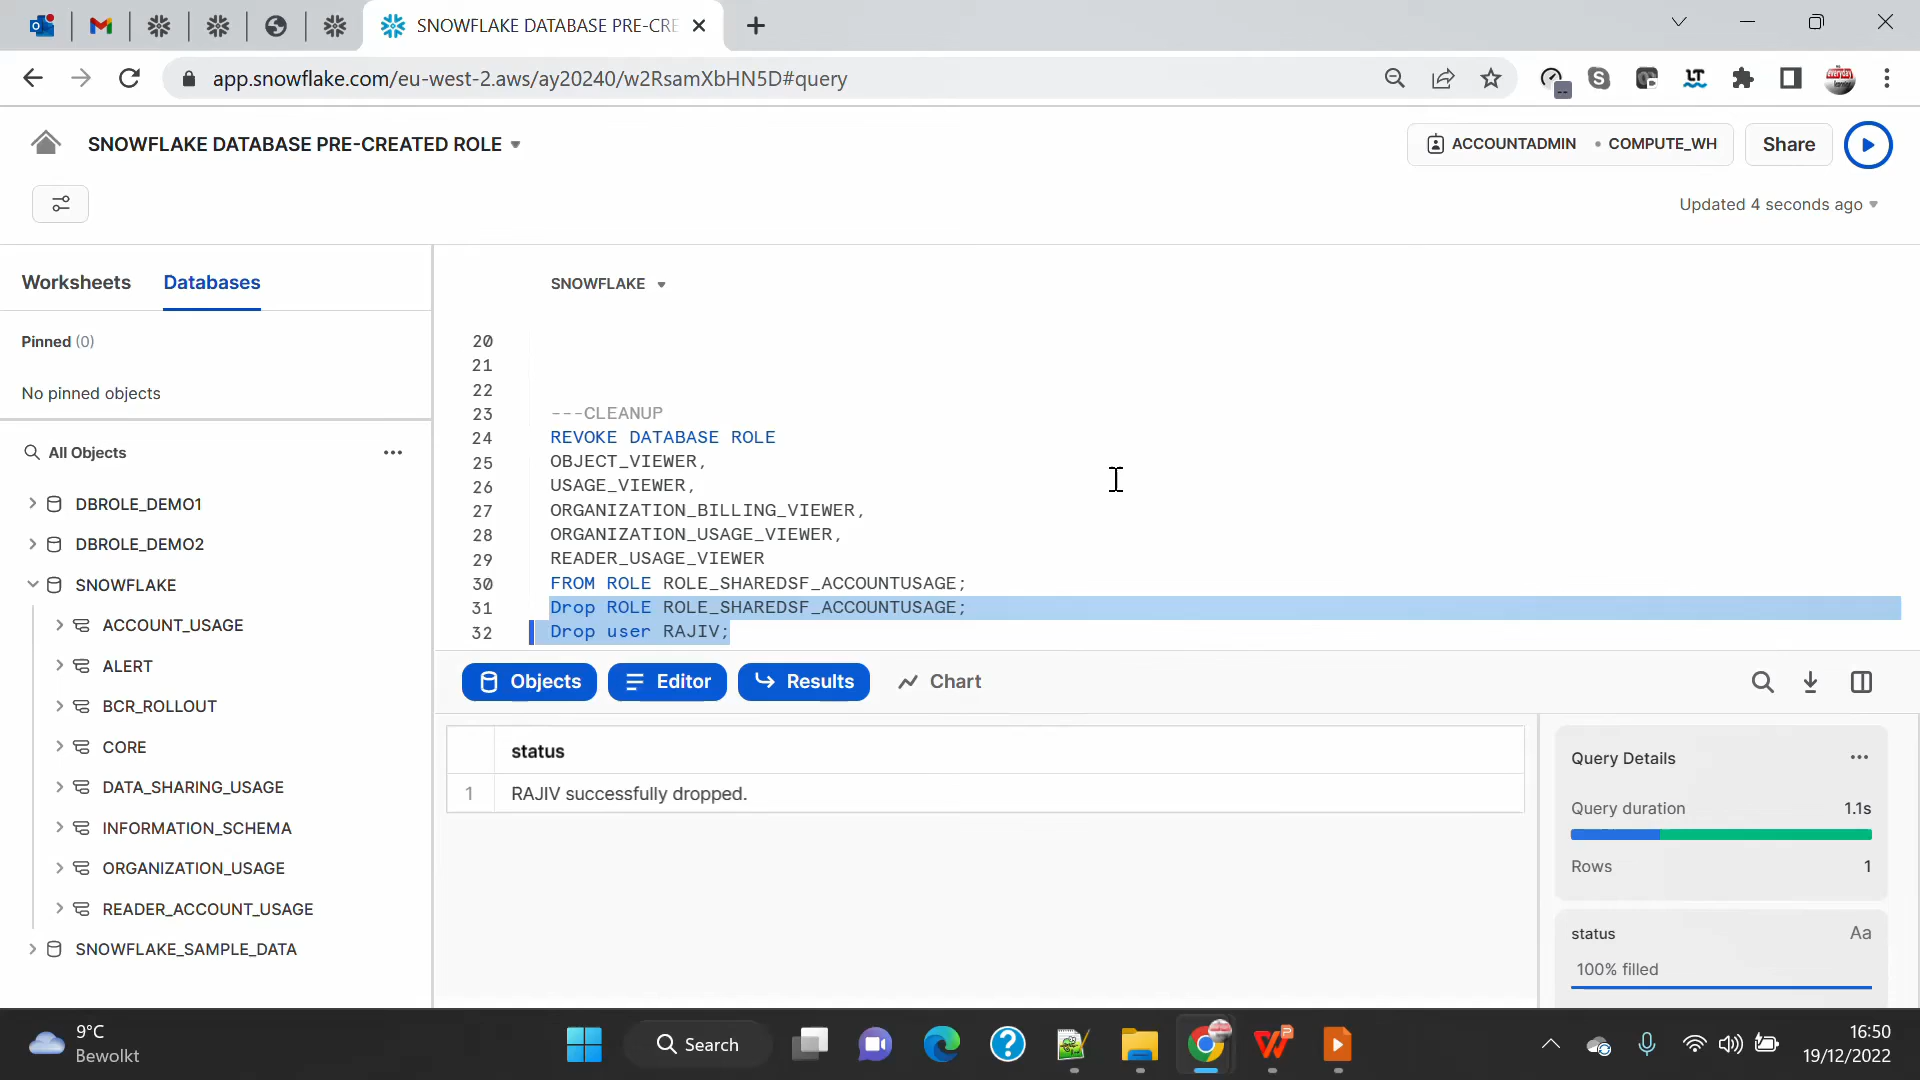 SNOWFLAKE DATABASE PRE-CRE
app.snowflake.com/eu-west-2.aws/ay20240/w2RsamXbHN5D#query
SNOWFLAKE DATABASE PRE-CREATED ROLE
ACCOUNTADMIN • COMPUTE_WH
Share
Updated 4 seconds ago
Worksheets
Databases
Pinned (0)
No pinned objects
All Objects
DBROLE_DEMO1
DBROLE_DEMO2
SNOWFLAKE
ACCOUNT_USAGE
ALERT
BCR_ROLLOUT
CORE
DATA_SHARING_USAGE
INFORMATION_SCHEMA
ORGANIZATION_USAGE
READER_ACCOUNT_USAGE
SNOWFLAKE_SAMPLE_DATA
SNOWFLAKE
20
21
22
23 ---CLEANUP
24 REVOKE DATABASE ROLE
25 OBJECT_VIEWER,
26 USAGE_VIEWER,
27 ORGANIZATION_BILLING_VIEWER,
28 ORGANIZATION_USAGE_VIEWER,
29 READER_USAGE_VIEWER
30 FROM ROLE ROLE_SHAREDSF_ACCOUNTUSAGE;
31 Drop ROLE ROLE_SHAREDSF_ACCOUNTUSAGE;
32 Drop user RAJIV;
Objects
Editor
Results
Chart
status
1 RAJIV successfully dropped.
Query Details
Query duration 1.1s
Rows 1
status Aa
100% filled
9°C
Bewolkt
Search
16:50
19/12/2022